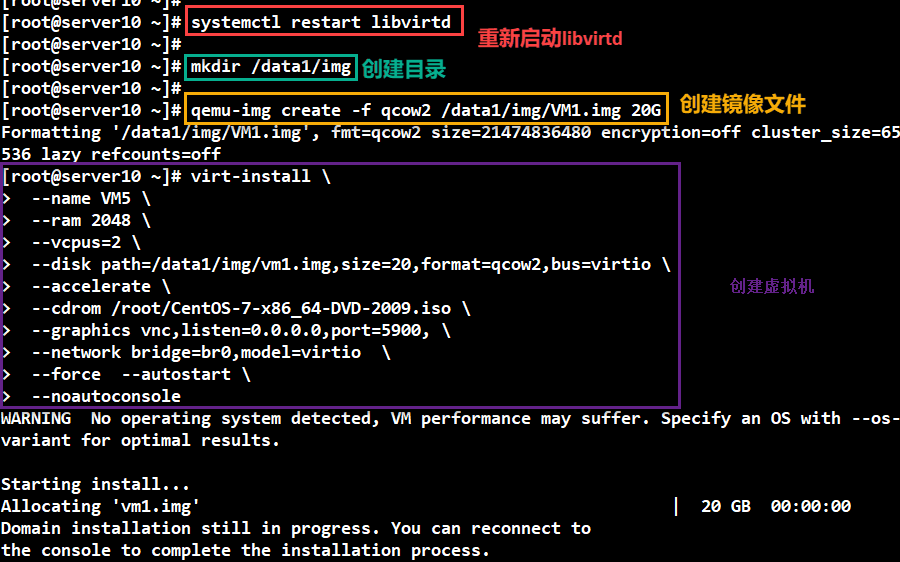 [root@server10 ~]#
[root@server10 ~]# systemctl restart libvirtd
重新启动libvirtd
[root@server10 ~]#
[root@server10 ~]# mkdir /data1/img 创建目录
[root@server10 ~]#
[root@server10 ~]# qemu-img create -f qcow2 /data1/img/VM1.img 20G 创建镜像文件
Formatting '/data1/img/VM1.img', fmt=qcow2 size=21474836480 encryption=off cluster_size=65
536 lazy_refcounts=off
[root@server10 ~]# virt-install \
>  --name VM5 \
>  --ram 2048 \
>  --vcpus=2 \
>  --disk path=/data1/img/vm1.img,size=20,format=qcow2,bus=virtio \
>  --accelerate \
创建虚拟机
>  --cdrom /root/CentOS-7-x86_64-DVD-2009.iso \
>  --graphics vnc,listen=0.0.0.0,port=5900, \
>  --network bridge=br0,model=virtio  \
>  --force  --autostart \
>  --noautoconsole
WARNING  No operating system detected, VM performance may suffer. Specify an OS with --os-
variant for optimal results.
Starting install...
Allocating 'vm1.img' | 20 GB 00:00:00
Domain installation still in progress. You can reconnect to
the console to complete the installation process.